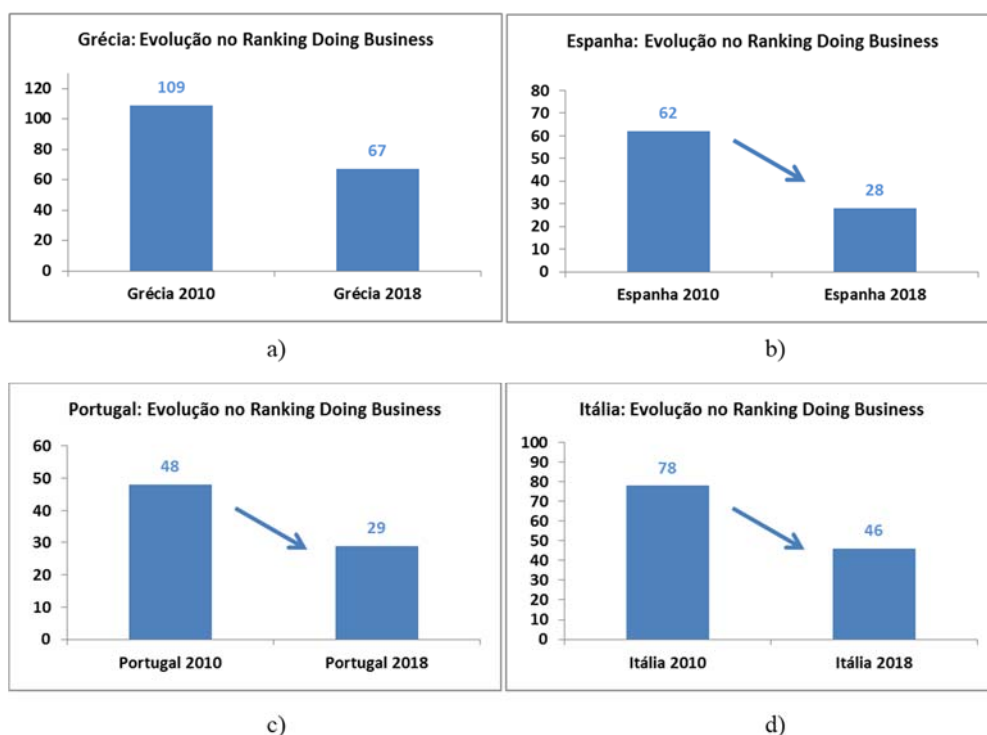 Grécia: Evolução no Ranking Doing Business
120
100
80
60
40
20
0
109
67
Grécia 2010
Grécia 2018
a)
Espanha: Evolução no Ranking Doing Business
80
70
60
50
40
30
20
10
0
62
28
Espanha 2010
Espanha 2018
b)
Portugal: Evolução no Ranking Doing Business
60
50
40
30
20
10
0
48
29
Portugal 2010
Portugal 2018
c)
Itália: Evolução no Ranking Doing Business
100
90
80
70
60
50
40
30
20
10
0
78
46
Itália 2010
Itália 2018
d)